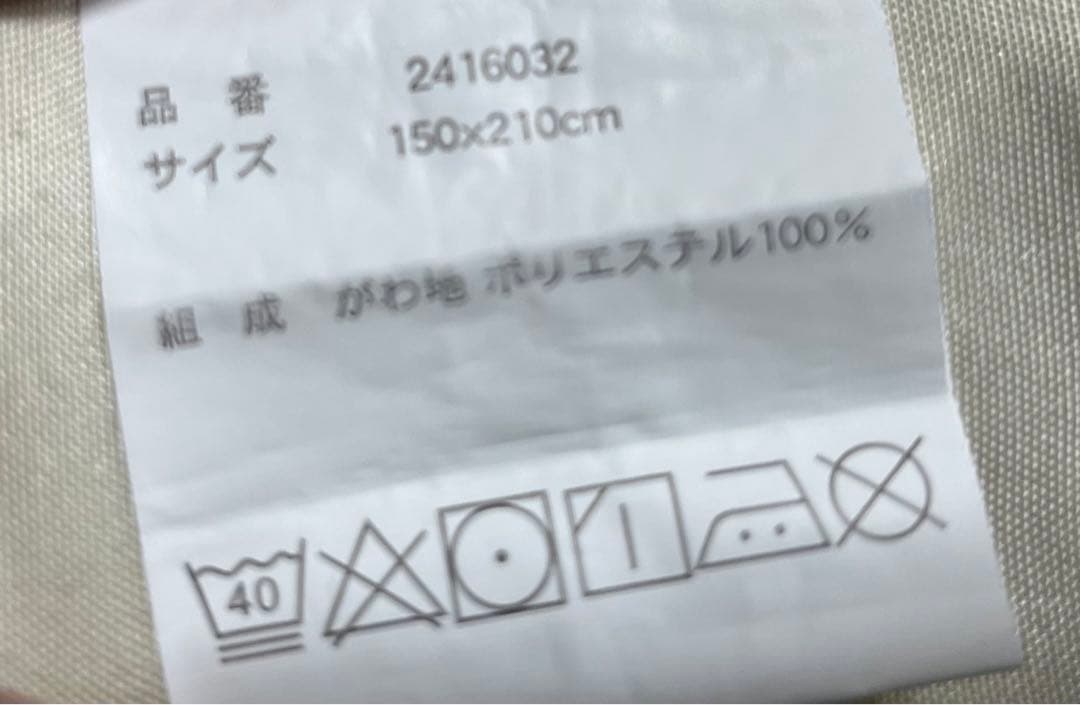 品 番 2416032
サイズ 150x210cm
組 成 がわ地 ポリエステル100%
40